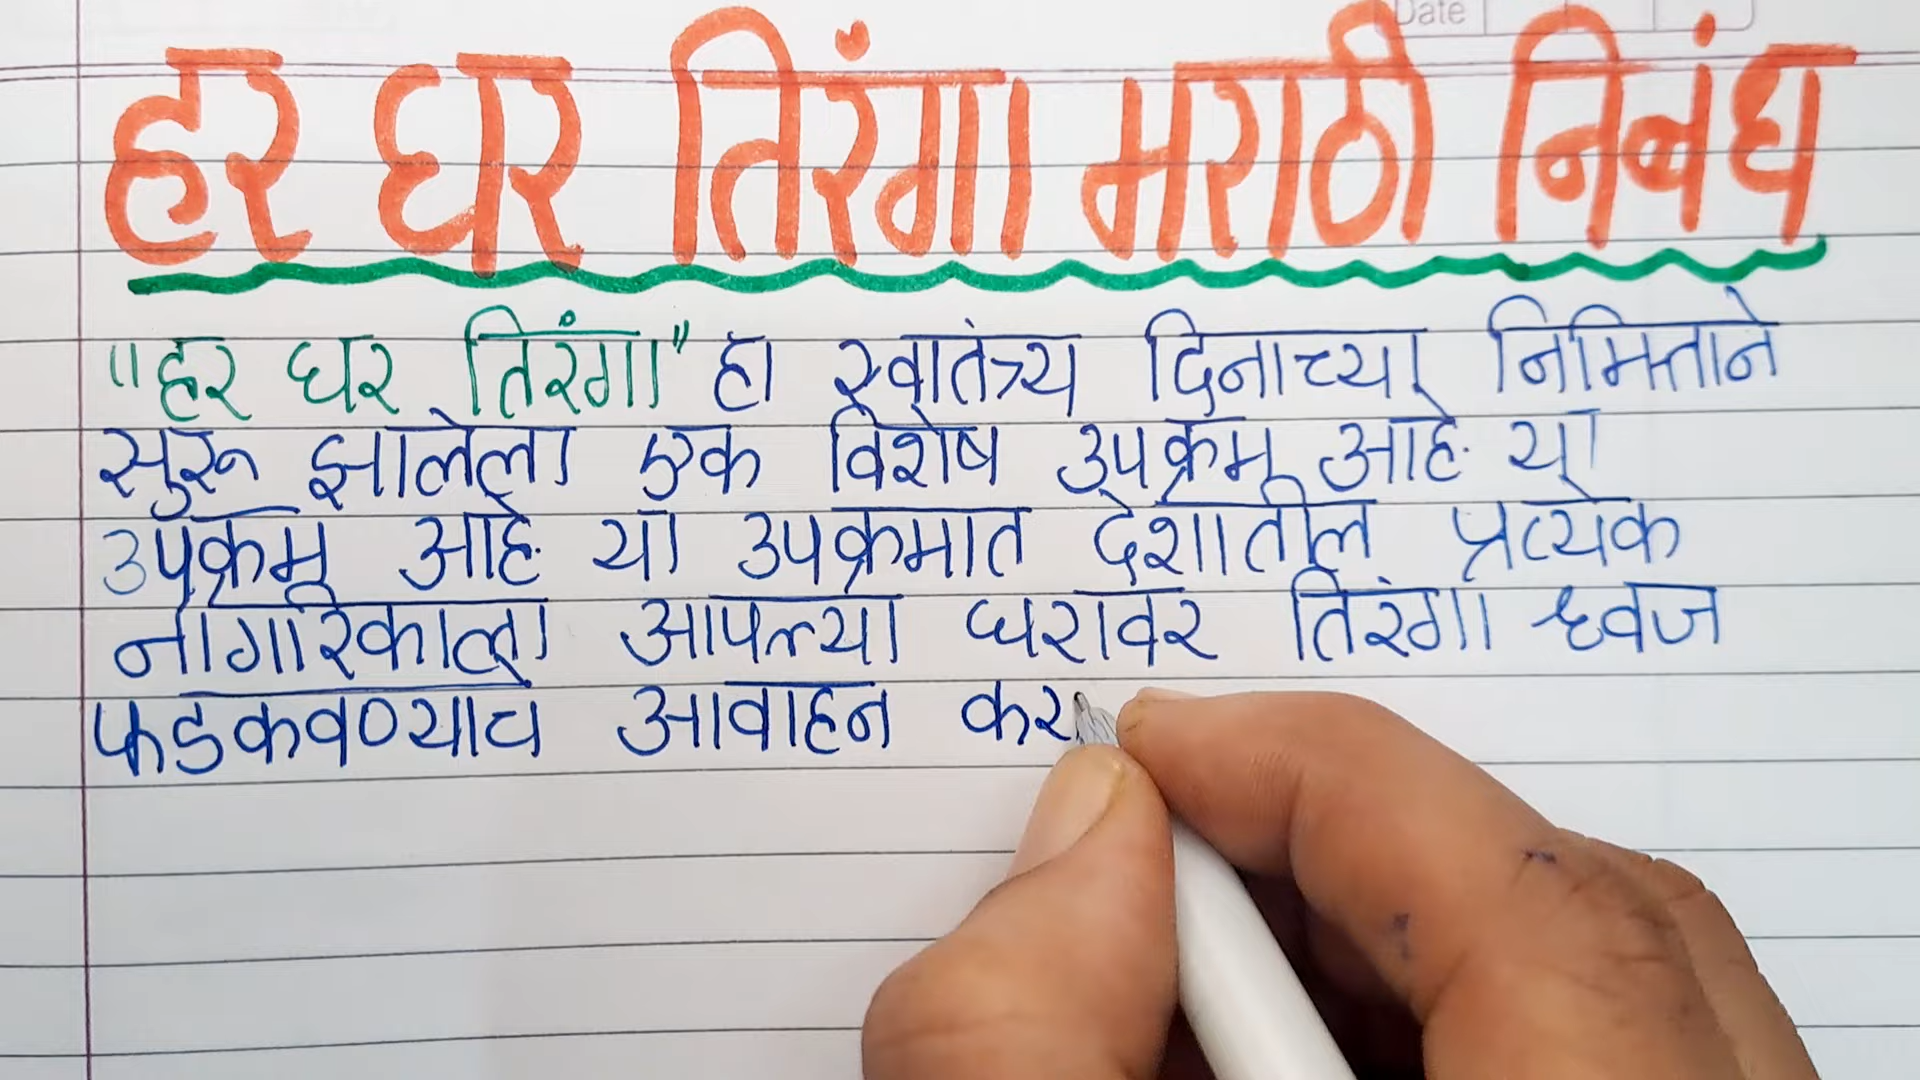 Date
हर घर तिरंगा मराठी निबंध
"हर घर तिरंगा" हा स्वातंत्र्य दिनाच्या निमित्ताने
सुरू झालेला एक विशेष उपक्रम आहे. या
उपक्रम आहे. या उपक्रमात देशातील प्रत्येक
नागरिकाला आपल्या घरावर तिरंगा ध्वज
फडकवण्याच आवाहन कर